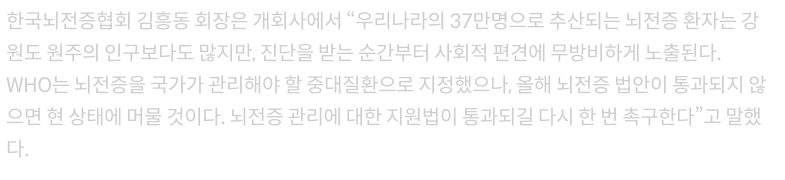 한국뇌전증협회 김흥동 회장은 개회사에서 “우리나라의 37만명으로 추산되는 뇌전증 환자는 강
원도 원주의 인구보다도 많지만, 진단을 받는 순간부터 사회적 편견에 무방비하게 노출된다.
WHO는 뇌전증을 국가가 관리해야 할 중대질환으로 지정했으나, 올해 뇌전증 법안이 통과되지 않
으면 현 상태에 머물 것이다. 뇌전증 관리에 대한 지원법이 통과되길 다시 한 번 촉구한다”고 말했
다.